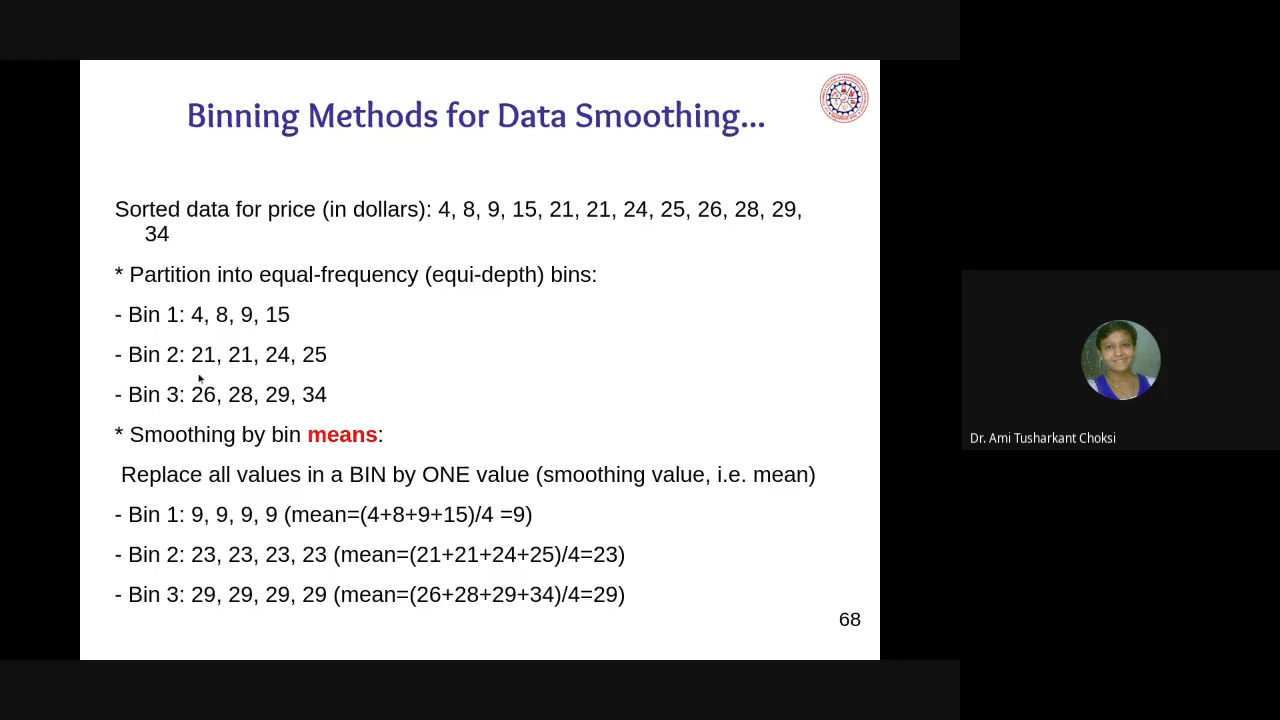 Binning Methods for Data Smoothing...
Sorted data for price (in dollars): 4, 8, 9, 15, 21, 21, 24, 25, 26, 28, 29,
34
* Partition into equal-frequency (equi-depth) bins:
- Bin 1: 4, 8, 9, 15
- Bin 2: 21, 21, 24, 25
- Bin 3: 26, 28, 29, 34
* Smoothing by bin means:
Replace all values in a BIN by ONE value (smoothing value, i.e. mean)
- Bin 1: 9, 9, 9, 9 (mean=(4+8+9+15)/4 =9)
- Bin 2: 23, 23, 23, 23 (mean=(21+21+24+25)/4=23)
- Bin 3: 29, 29, 29, 29 (mean=(26+28+29+34)/4=29)
68
Dr. Ami Tusharkant Choksi